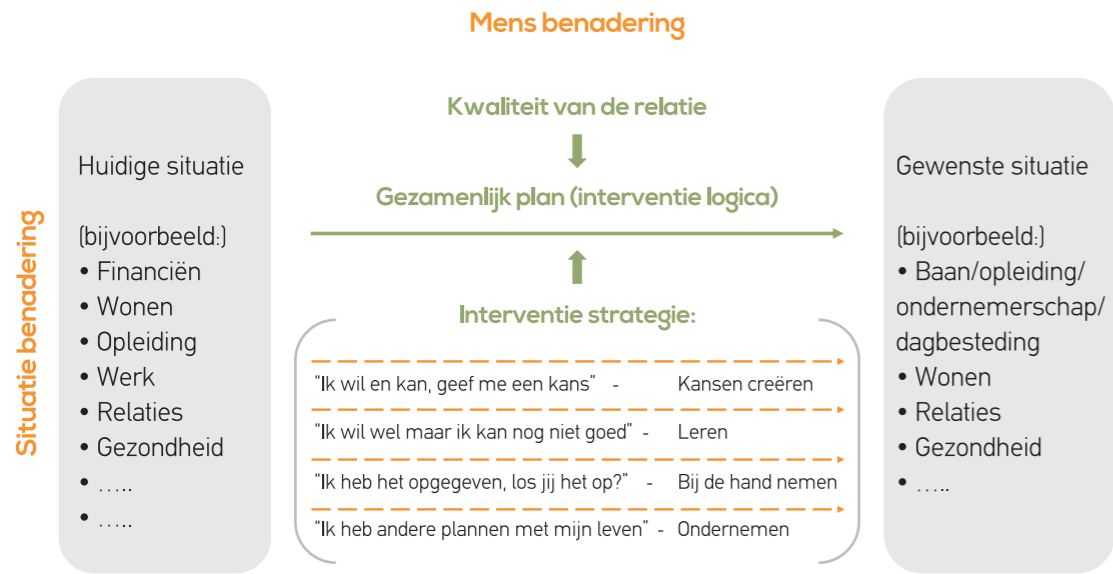 Mens benadering
Situatie benadering
Huidige situatie
(bijvoorbeeld:)
• Financiën
• Wonen
• Opleiding
• Werk
• Relaties
• Gezondheid
• …..
• …..
Kwaliteit van de relatie
Gezamenlijk plan (interventie logica)
Interventie strategie:
“Ik wil en kan, geef me een kans” - Kansen creëren
“Ik wil wel maar ik kan nog niet goed” - Leren
“Ik heb het opgegeven, los jij het op?” - Bij de hand nemen
“Ik heb andere plannen met mijn leven” - Ondernemen
Gewenste situatie
(bijvoorbeeld:)
• Baan/opleiding/
ondernemerschap/
dagbesteding
• Wonen
• Relaties
• Gezondheid
• …..